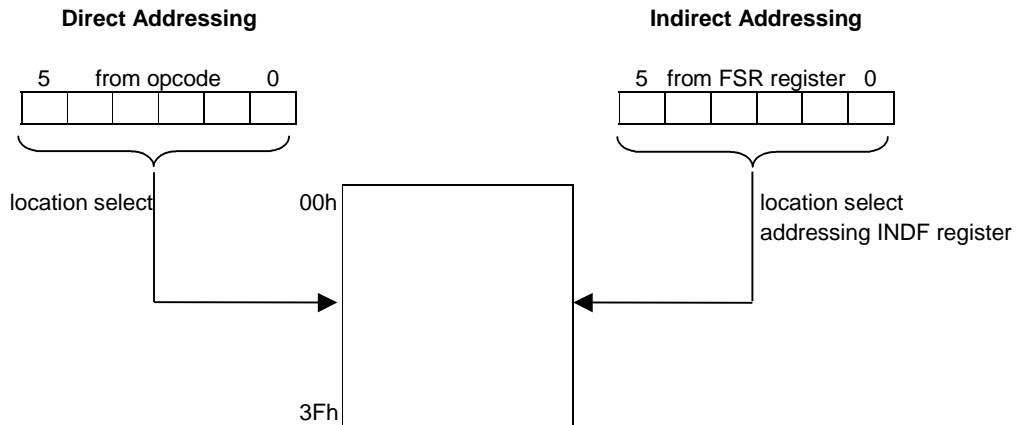 Direct Addressing
Indirect Addressing
5 from opcode 0
5 from FSR register 0
location select
00h
location select
addressing INDF register
3Fh